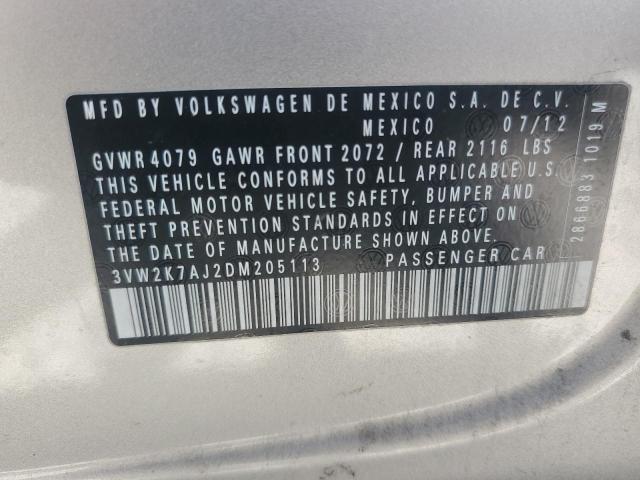 MFD BY VOLKSWAGEN DE MEXICO S.A. DE C.V.
MEXICO 07/12
GVWR 4079 GAWR FRONT 2072 / REAR 2116 LBS
THIS VEHICLE CONFORMS TO ALL APPLICABLE U.S.
FEDERAL MOTOR VEHICLE SAFETY, BUMPER AND
THEFT PREVENTION STANDARDS IN EFFECT ON
THE DATE OF MANUFACTURE SHOWN ABOVE.
3VW2K7AJ2DM205113 PASSENGER CAR
2866883 1019 M